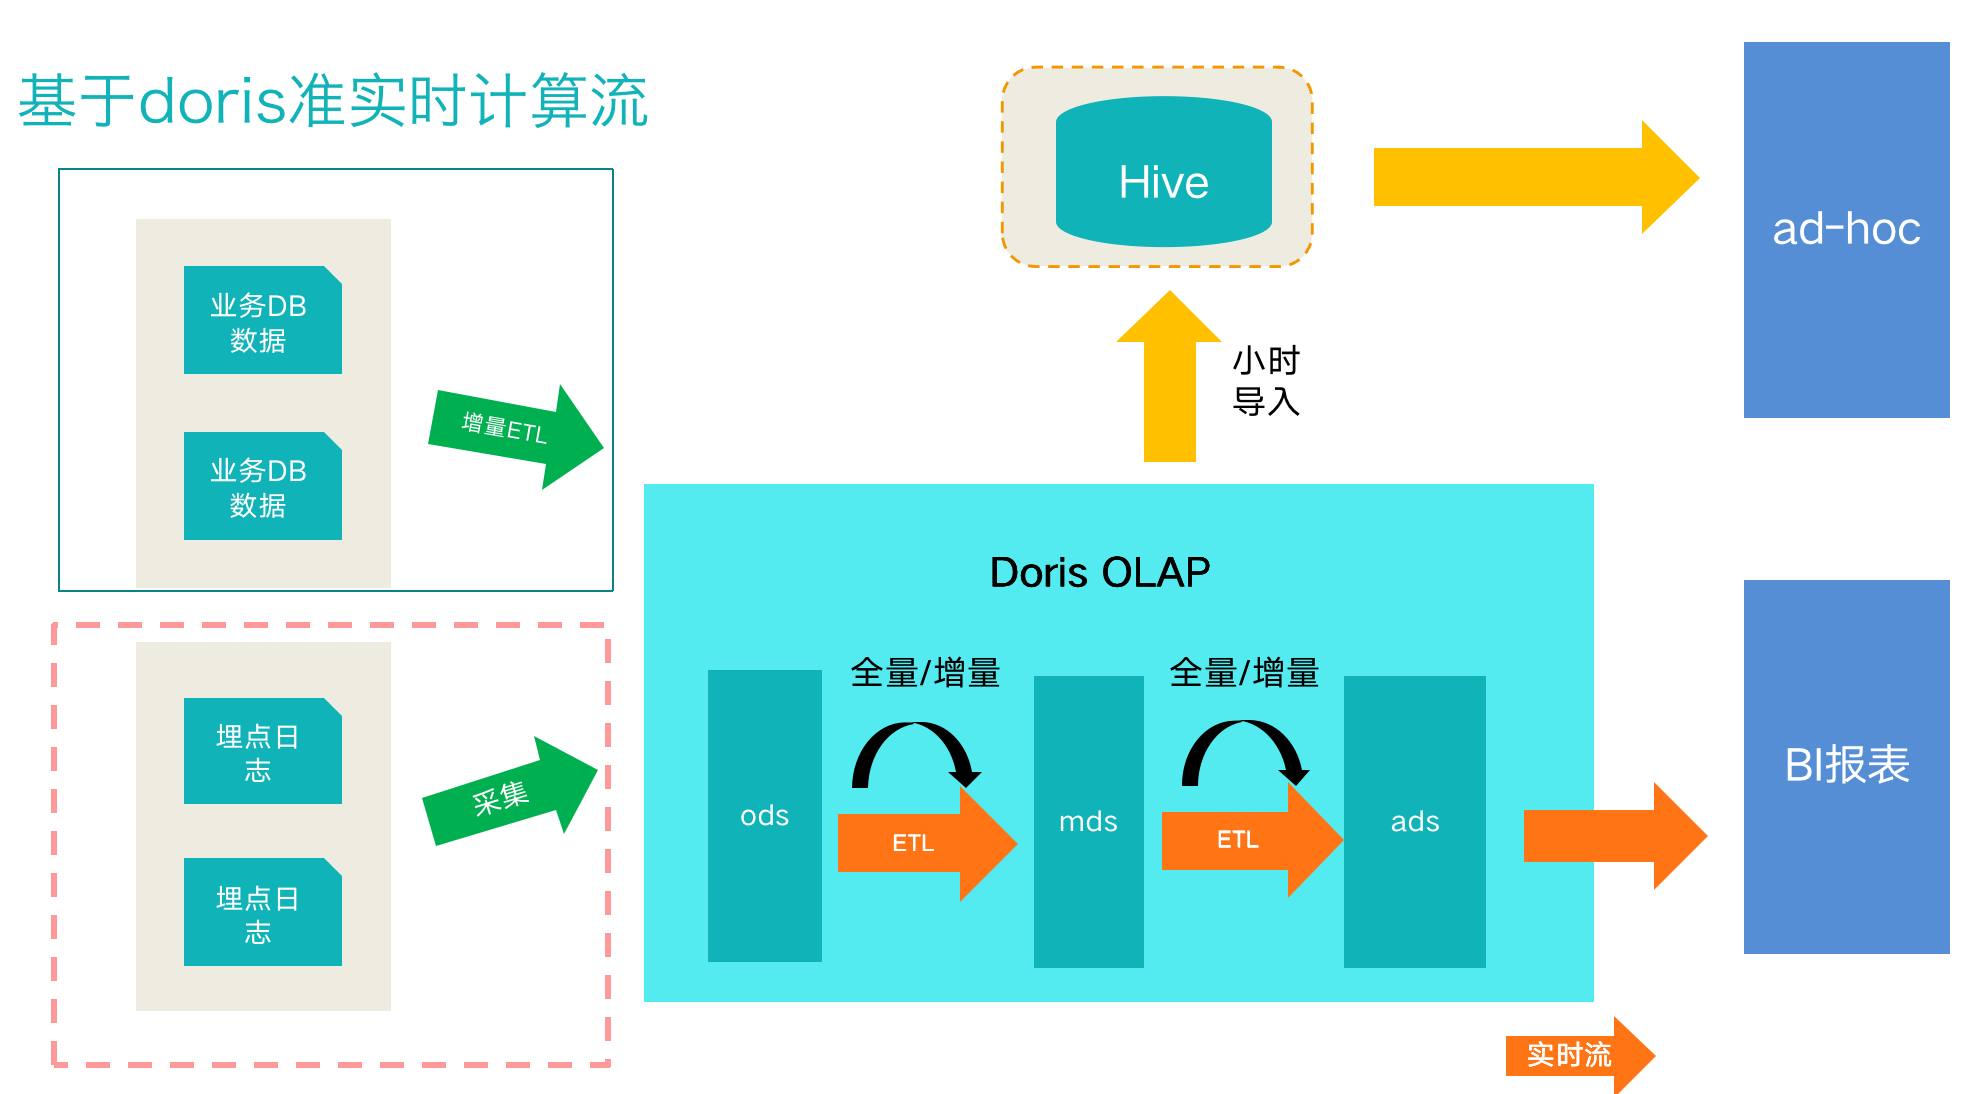 基于doris准实时计算流
业务DB
数据
业务DB
数据
增量ETL
埋点日
志
埋点日
志
采集
Hive
小时
导入
ad-hoc
Doris OLAP
全量/增量
全量/增量
ods
ETL
mds
ETL
ads
BI报表
实时流